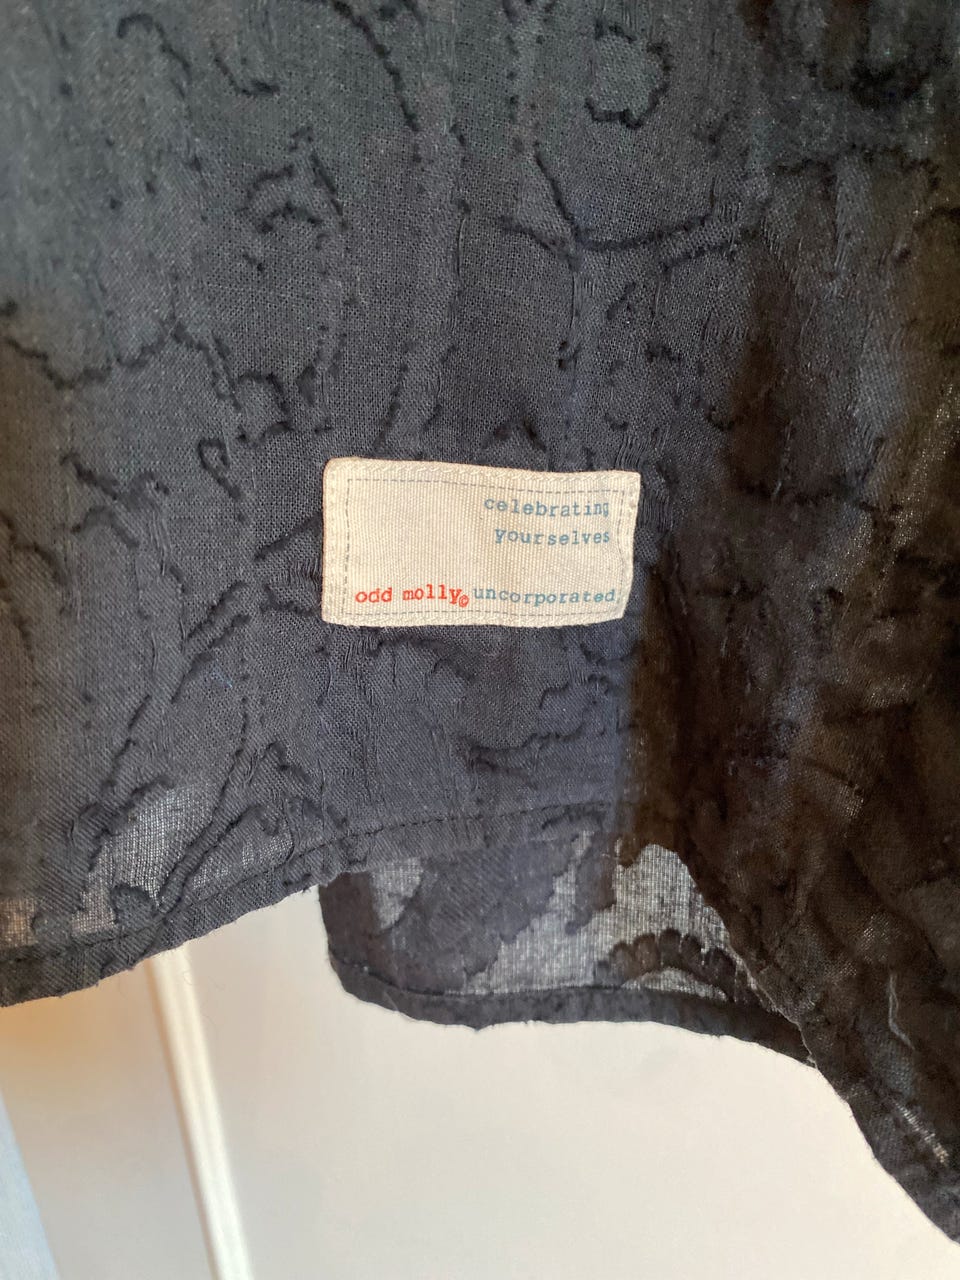 celebrating
yourselves
odd molly© uncorporated.